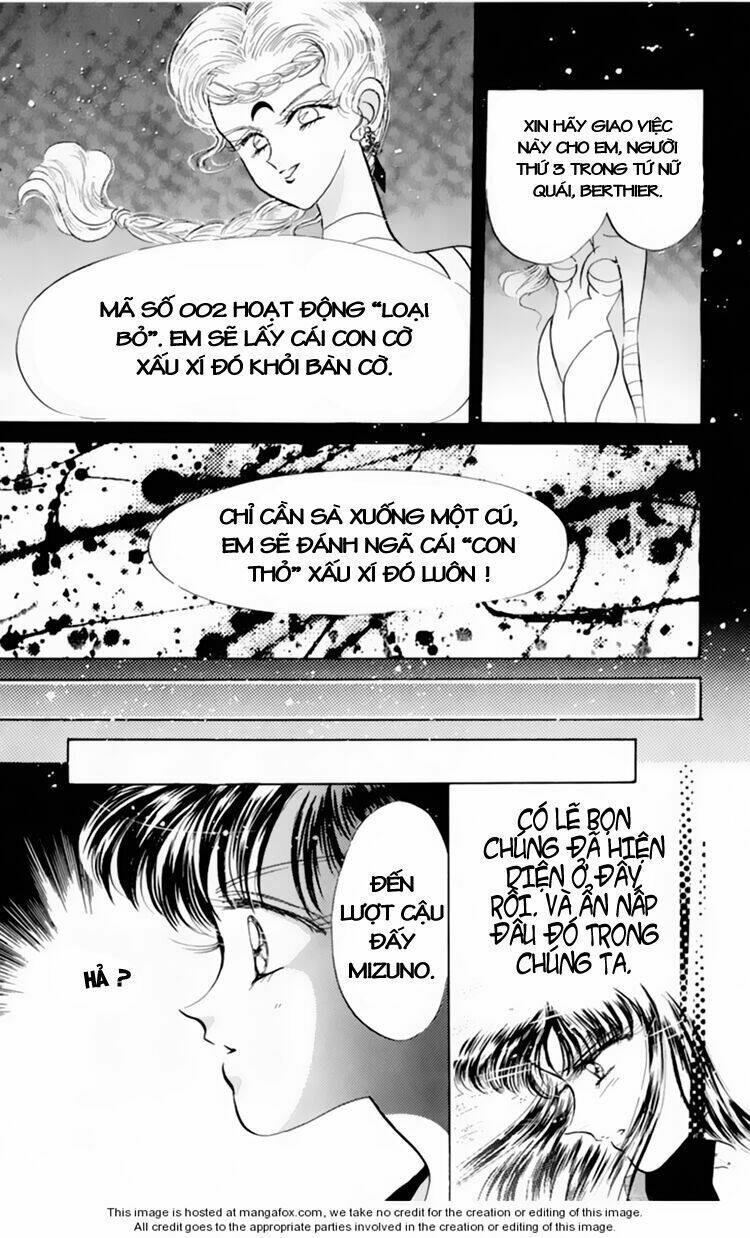 XIN HÃY GIAO VIỆC
NÀY CHO EM, NGƯỜI
THỨ 3 TRONG TỨ NỮ
QUÁI, BERTHIER.
MÃ SỐ 002 HOẠT ĐỘNG “LOẠI
BỎ”. EM SẼ LẤY CÁI CON CỜ
XẤU XÍ ĐÓ KHỎI BÀN CỜ.
CHỈ CẦN SÀ XUỐNG MỘT CÚ,
EM SẼ ĐÁNH NGÃ CÁI “CON
THỎ” XẤU XÍ ĐÓ LUÔN !
CÓ LẼ BỌN
CHÚNG ĐÃ HIỆN
DIỆN Ở ĐÂY
RỒI. VÀ ẨN NẤP
ĐÂU ĐÓ TRONG
CHÚNG TA.
ĐẾN
LƯỢT CẬU
ĐẤY
MIZUNO.
HẢ ?
This image is hosted at mangafox.com, we take no credit for the creation or editing of this image.
All credit goes to the appropriate parties involved in the creation or editing of this image.